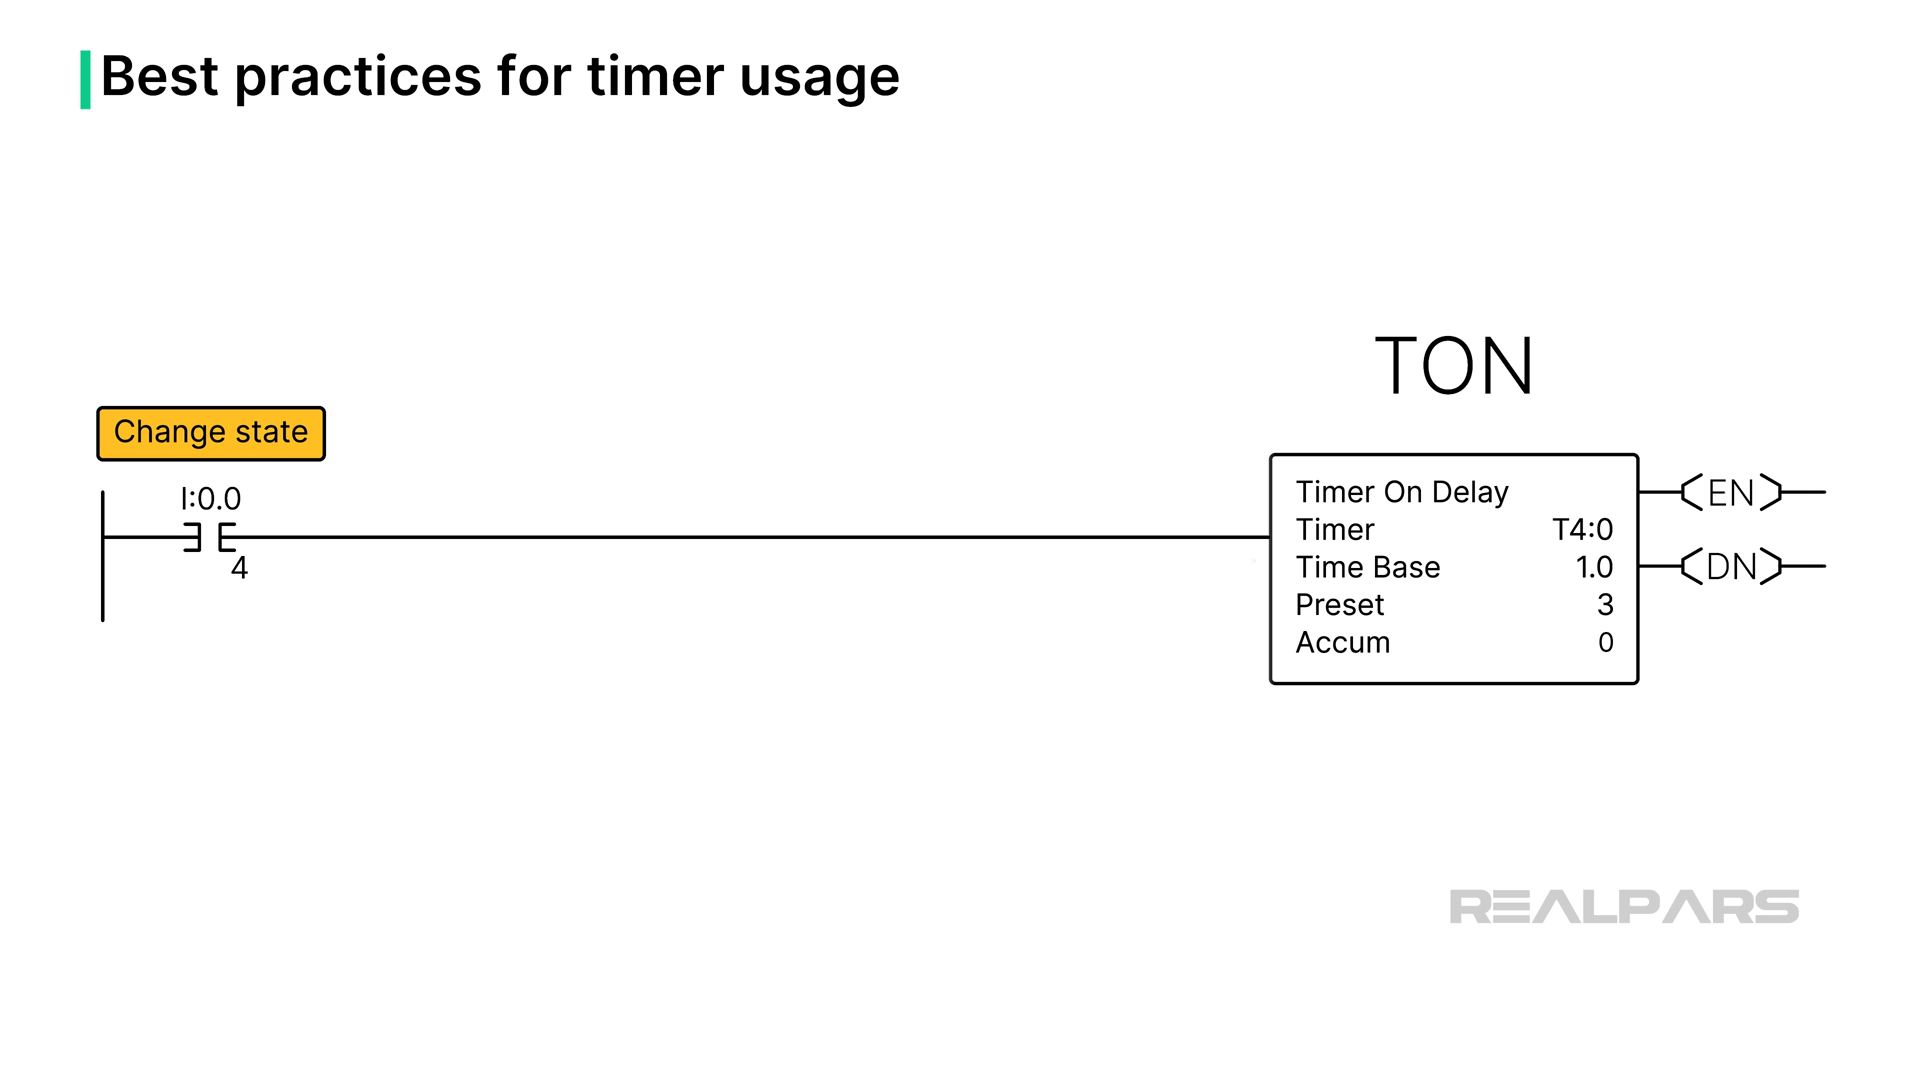 Best practices for timer usage
TON
Change state
I:0.0
4
Timer On Delay
Timer T4:0
Time Base 1.0
Preset 3
Accum 0
EN
DN
REALPARS